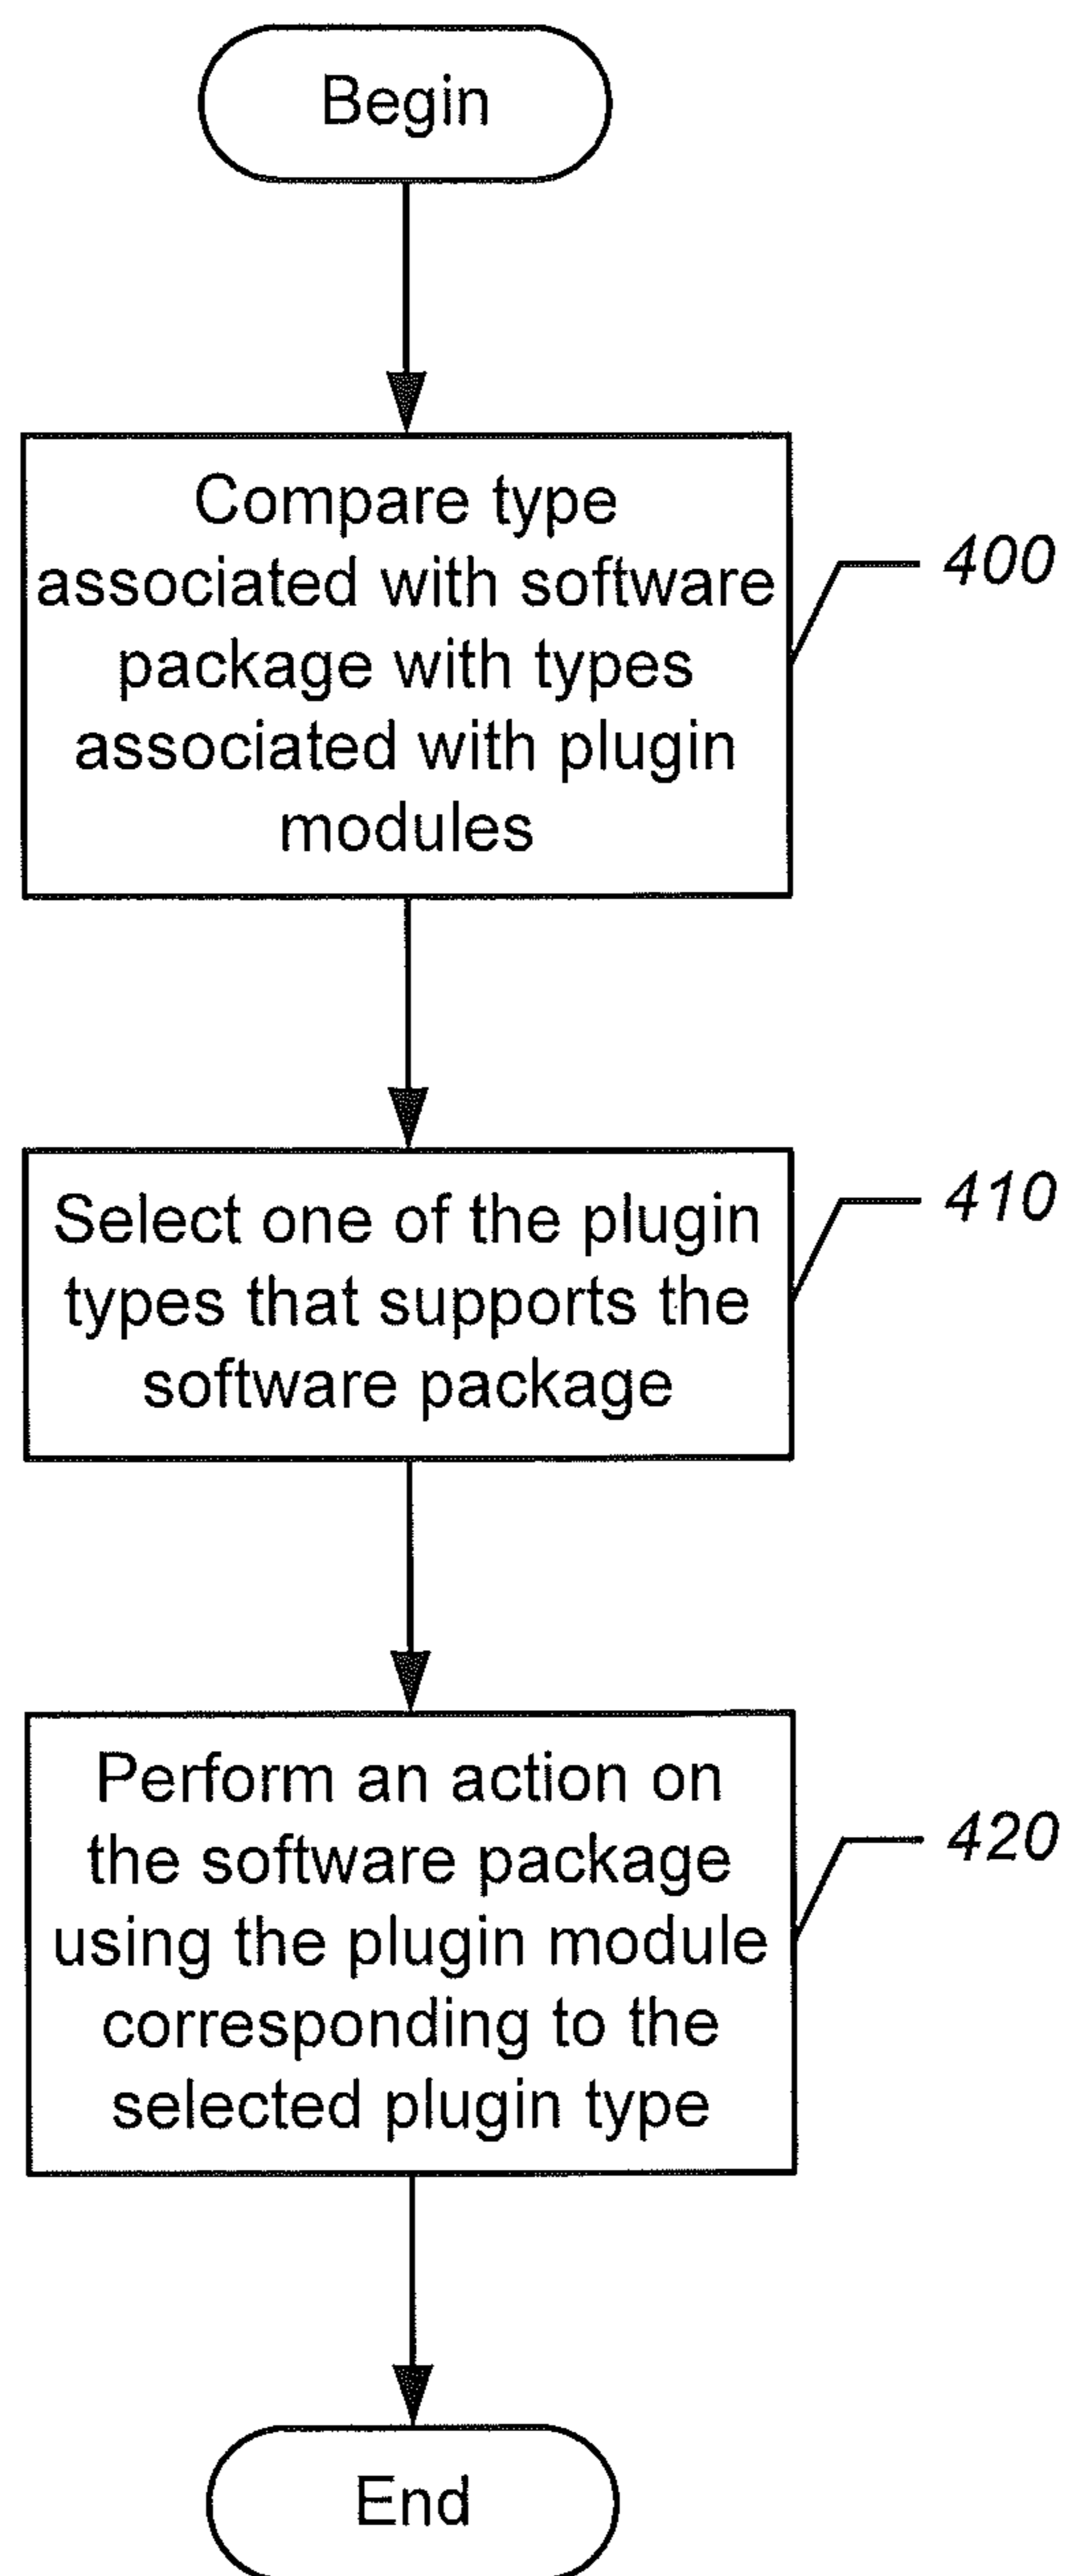 Begin
Compare type
associated with software
package with types
associated with plugin
modules
400
Select one of the plugin
types that supports the
software package
410
Perform an action on
the software package
using the plugin module
corresponding to the
selected plugin type
420
End